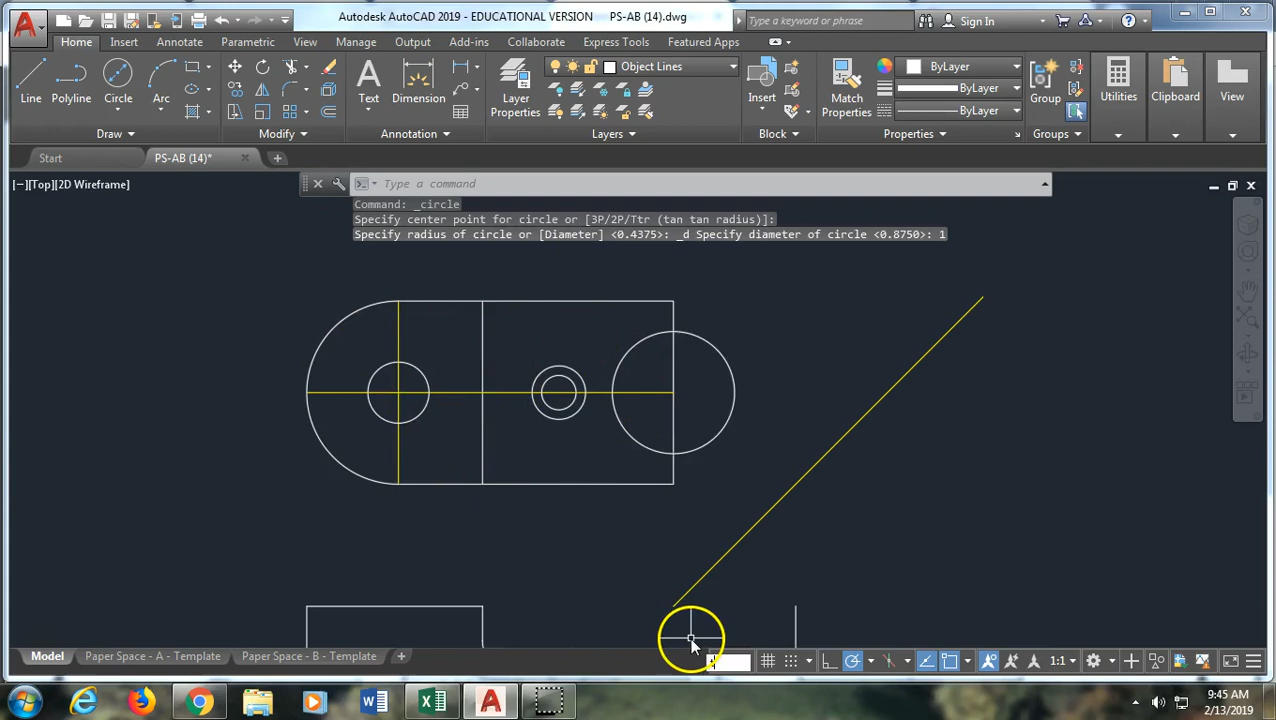 Autodesk AutoCAD 2019 - EDUCATIONAL VERSION PS-AB (14).dwg
Type a keyword or phrase
Sign In
Home Insert Annotate Parametric View Manage Output Add-ins Collaborate Express Tools Featured Apps
Object Lines
ByLayer
ByLayer
ByLayer
Line Polyline Circle Arc
Text Dimension
Layer Properties
Insert
Match Properties
Group
Utilities Clipboard View
Draw Modify Annotation Layers Block Properties Groups
Start PS-AB (14)*
[−][Top][2D Wireframe]
Type a command
Command: _circle
Specify center point for circle or [3P/2P/Ttr (tan tan radius)]:
Specify radius of circle or [Diameter] <0.4375>: _d Specify diameter of circle <0.8750>: 1
Model Paper Space - A - Template Paper Space - B - Template
1:1
9:45 AM
2/13/2019